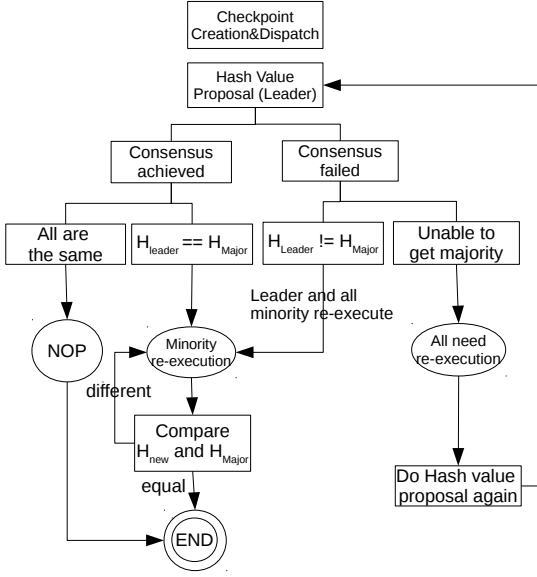 Checkpoint
Creation&Dispatch
Hash Value
Proposal (Leader)
Consensus
achieved
Consensus
failed
All are
the same
Hleader == HMajor
HLeader != HMajor
Unable to
get majority
Leader and all
minority re-execute
NOP
Minority
re-execution
All need
re-execution
different
Compare
Hnew and HMajor
equal
Do Hash value
proposal again
END